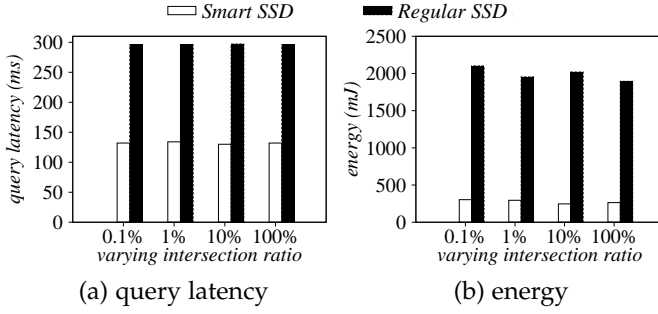 Smart SSD Regular SSD
query latency (ms)
300
250
200
150
100
50
0
0.1% 1% 10% 100%
varying intersection ratio
(a) query latency
energy (mJ)
2500
2000
1500
1000
500
0
0.1% 1% 10% 100%
varying intersection ratio
(b) energy